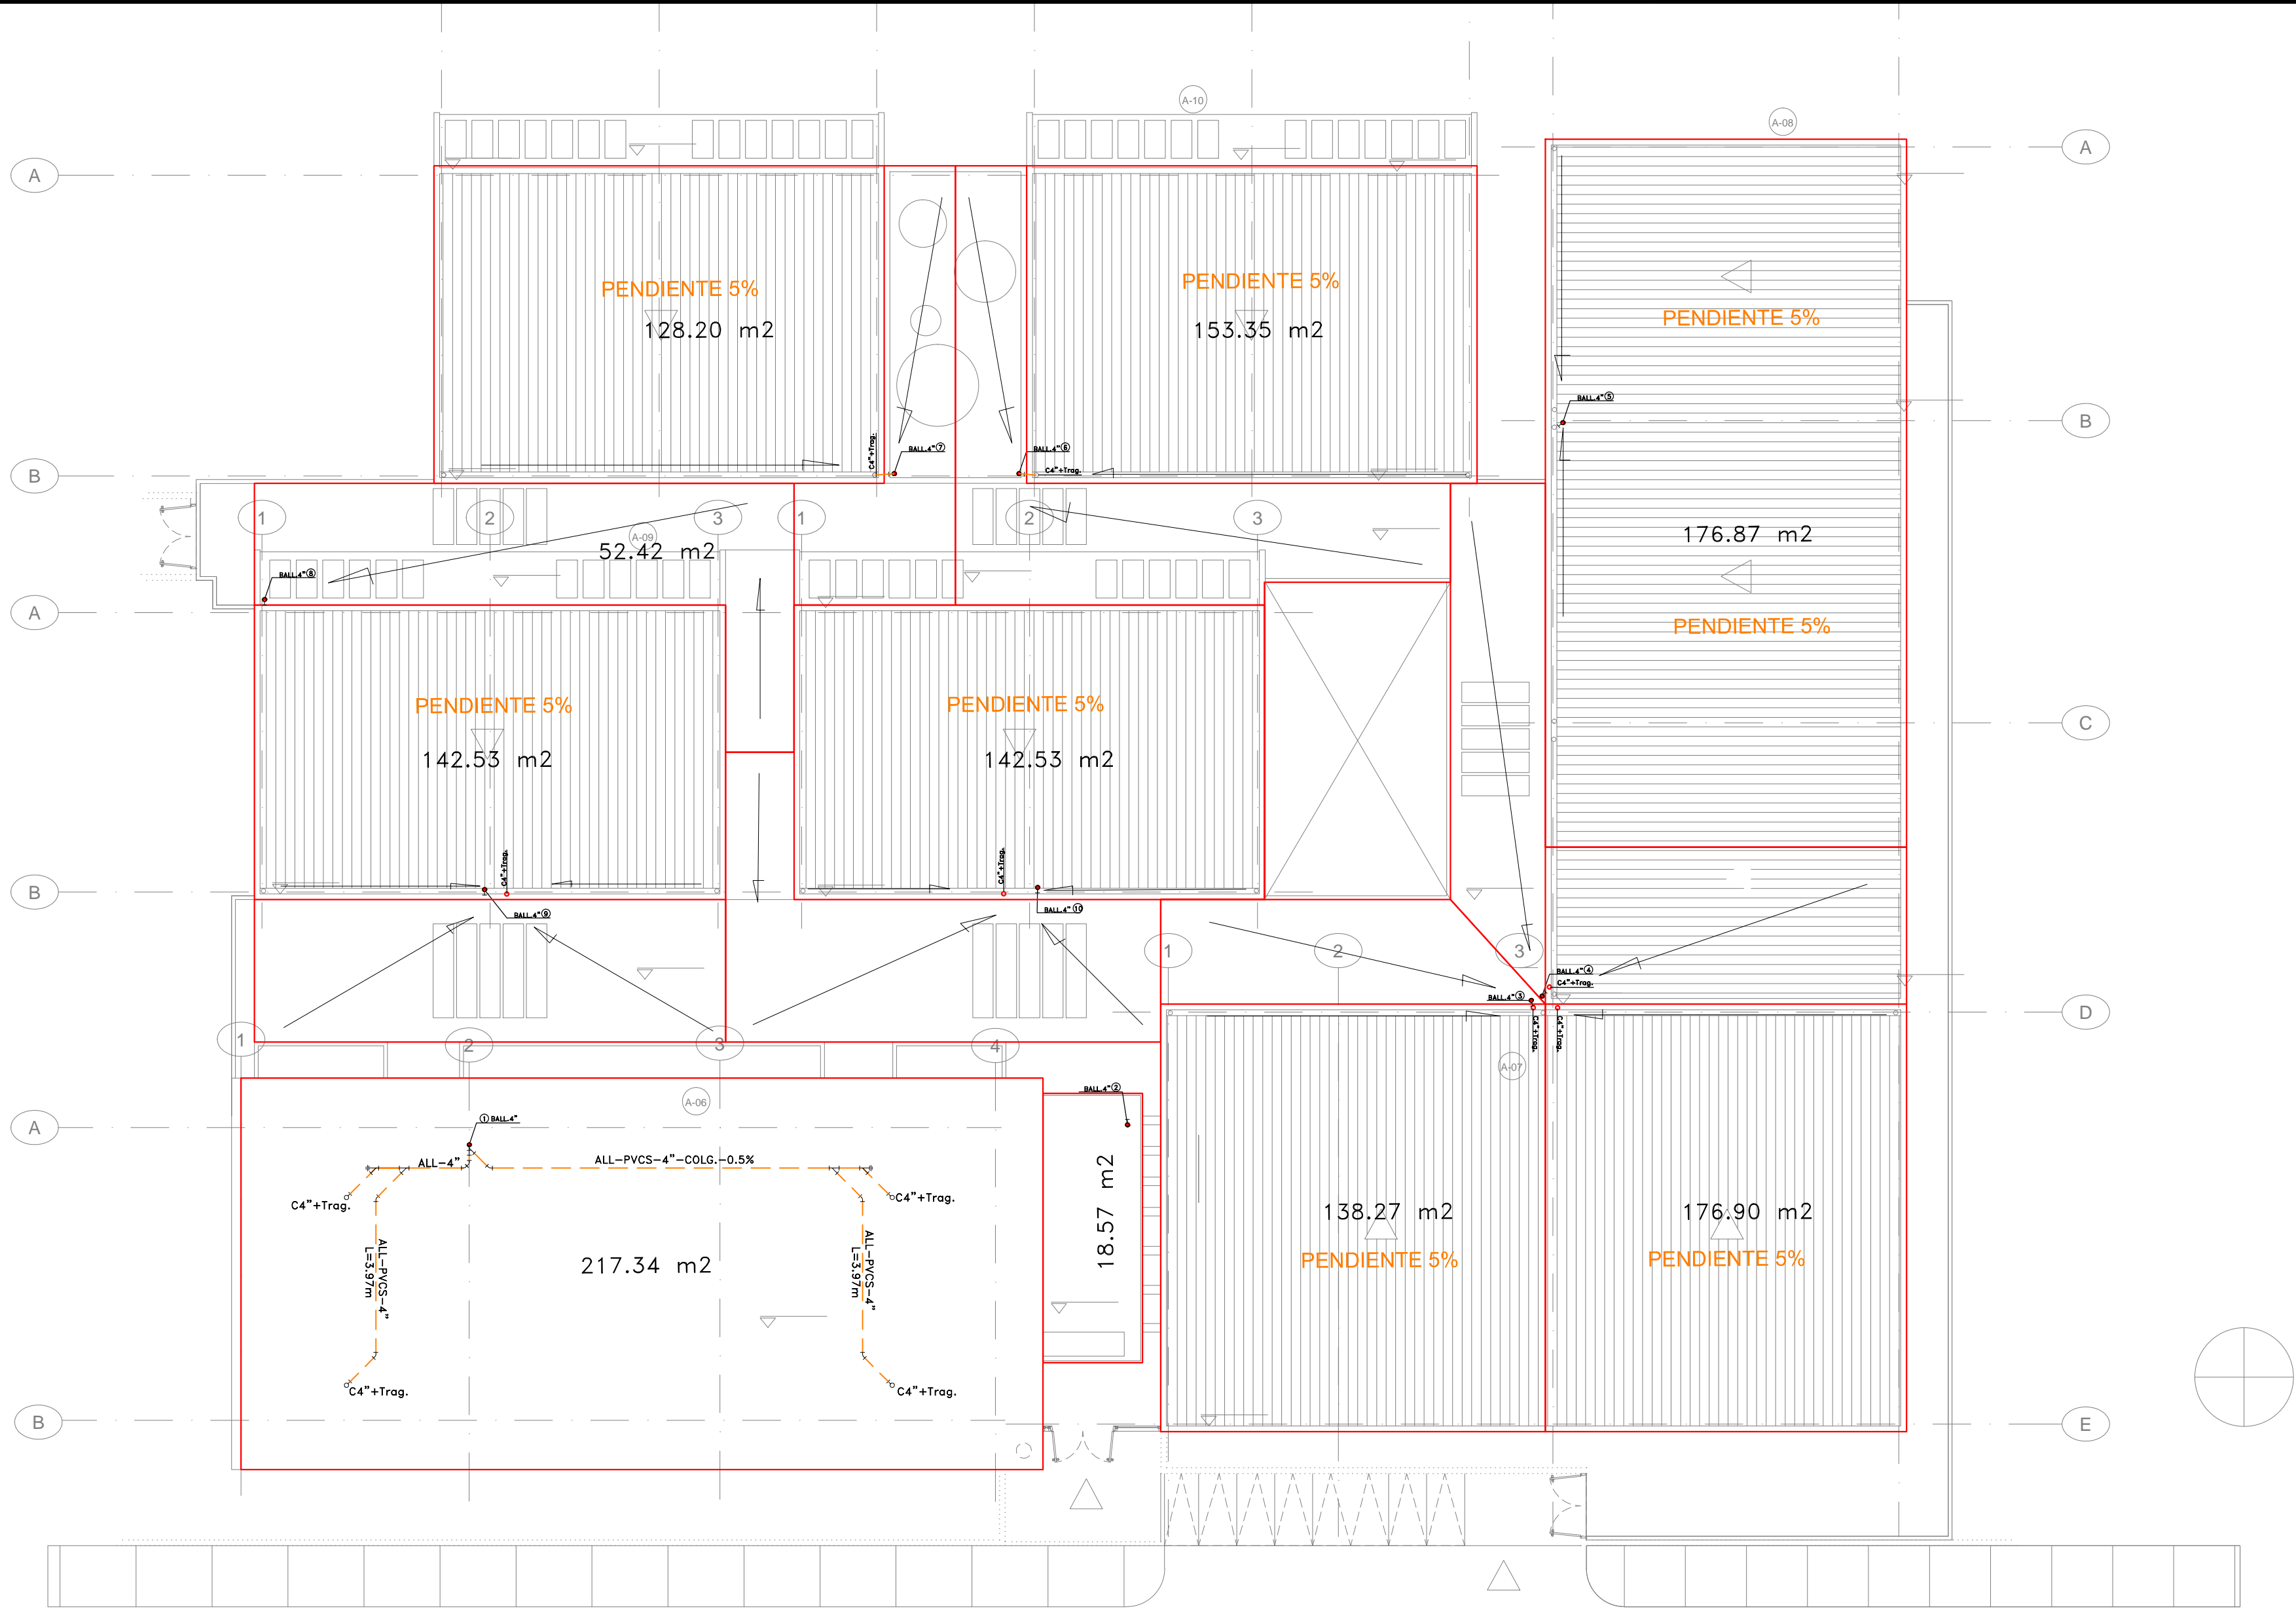 A-10
A-08
A
A
PENDIENTE 5%
128.20 m2
PENDIENTE 5%
153.35 m2
PENDIENTE 5%
BALL.4"⑤
B
C4"+Trag.
BALL.4"⑦
BALL.4"⑥
C4"+Trag.
B
1
2
3
1
2
3
A-09
52.42 m2
176.87 m2
BALL.4"⑧
A
PENDIENTE 5%
PENDIENTE 5%
142.53 m2
PENDIENTE 5%
142.53 m2
C
C4"+Trag.
C4"+Trag.
B
BALL.4"⑨
BALL.4"⑩
1
2
3
BALL.4"④
C4"+Trag.
BALL.4"③
D
C4"+Trag.
C4"+Trag.
1
2
3
4
A-07
A-06
BALL.4"②
① BALL.4"
A
ALL-4"
ALL-PVCS-4"-COLG.-0.5%
C4"+Trag.
C4"+Trag.
18.57 m2
138.27 m2
176.90 m2
ALL-PVCS-4"
L=3.97m
217.34 m2
ALL-PVCS-4"
L=3.97m
PENDIENTE 5%
PENDIENTE 5%
C4"+Trag.
C4"+Trag.
B
E